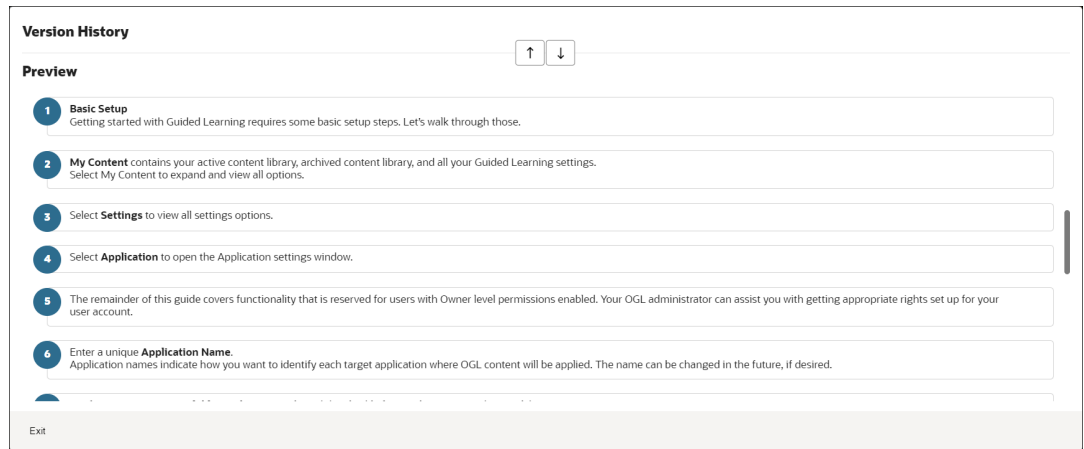 Version History
↑ ↓
Preview
1
Basic Setup
Getting started with Guided Learning requires some basic setup steps. Let's walk through those.
2
My Content contains your active content library, archived content library, and all your Guided Learning settings.
Select My Content to expand and view all options.
3
Select Settings to view all settings options.
4
Select Application to open the Application settings window.
5
The remainder of this guide covers functionality that is reserved for users with Owner level permissions enabled. Your OGL administrator can assist you with getting appropriate rights set up for your
user account.
6
Enter a unique Application Name.
Application names indicate how you want to identify each target application where OGL content will be applied. The name can be changed in the future, if desired.
Exit